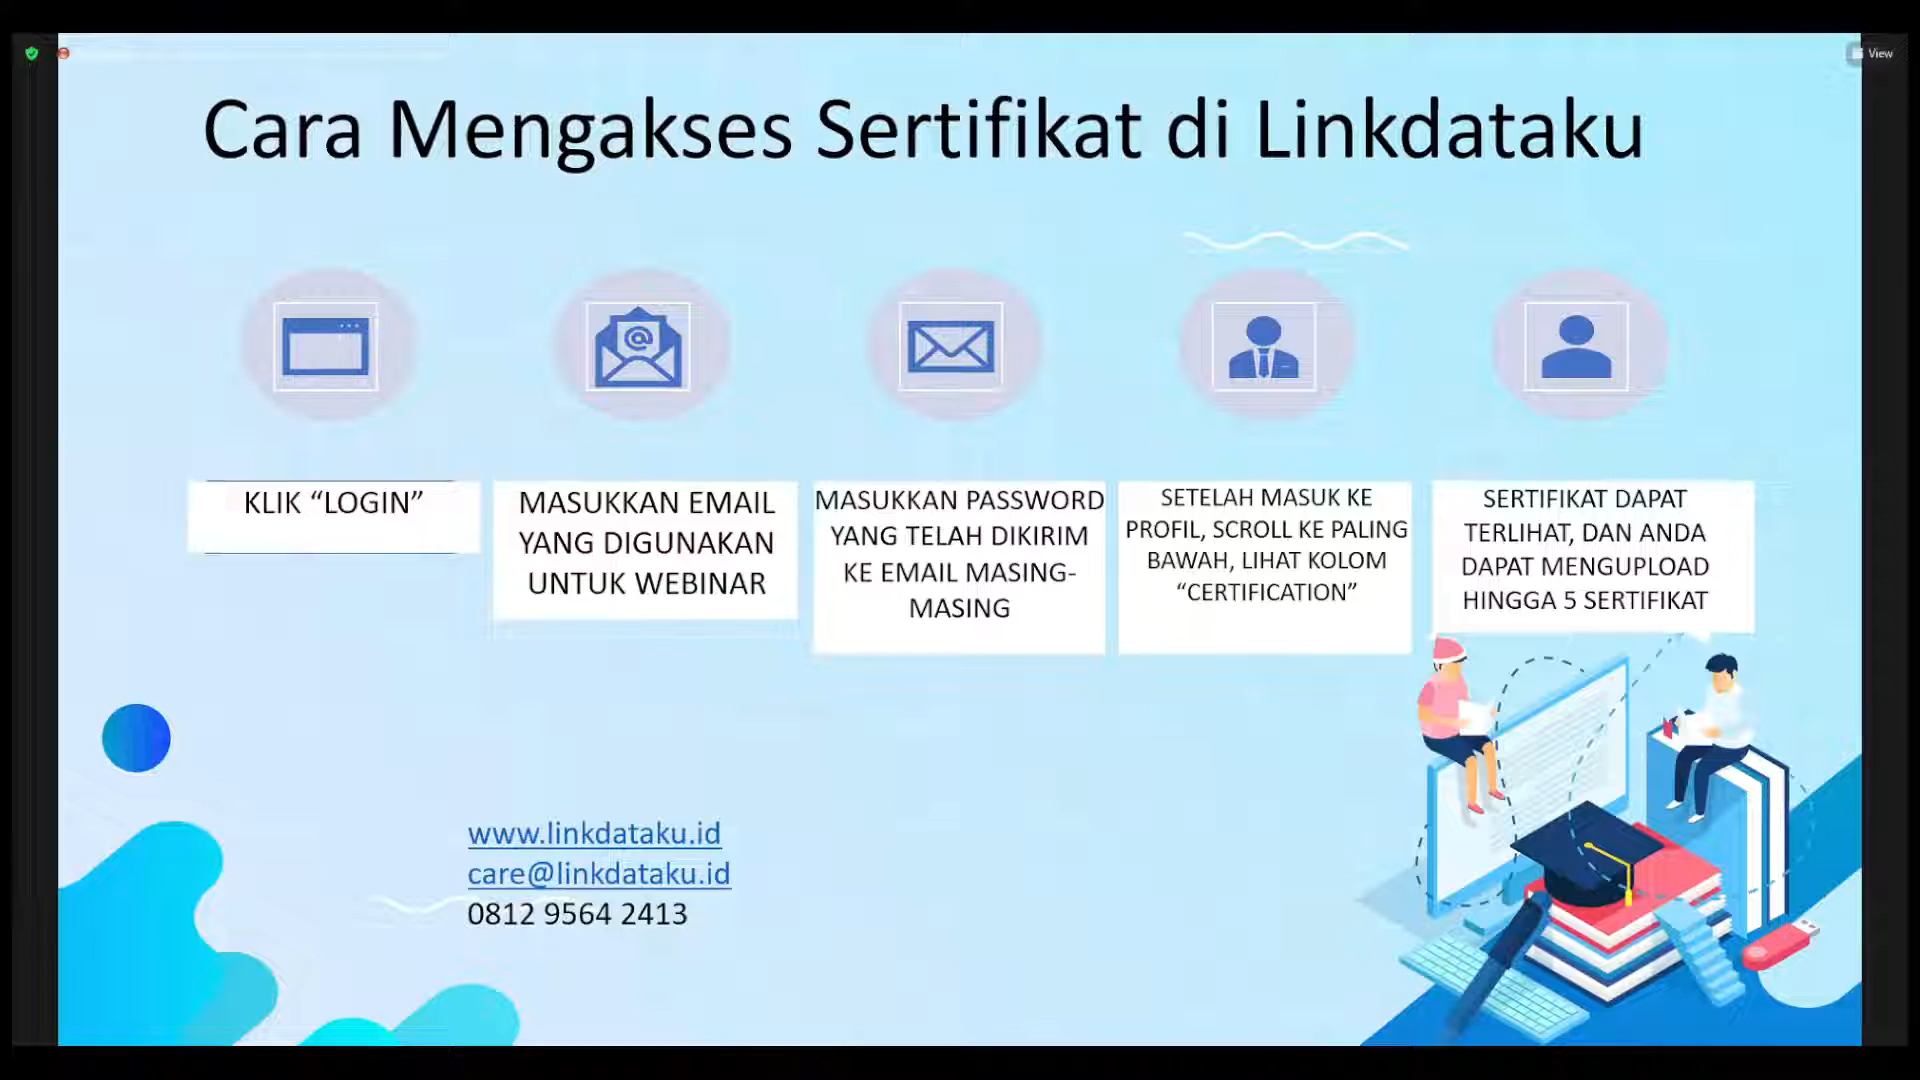 View
Cara Mengakses Sertifikat di Linkdataku
KLIK “LOGIN”
MASUKKAN EMAIL
YANG DIGUNAKAN
UNTUK WEBINAR
MASUKKAN PASSWORD
YANG TELAH DIKIRIM
KE EMAIL MASING-
MASING
SETELAH MASUK KE
PROFIL, SCROLL KE PALING
BAWAH, LIHAT KOLOM
“CERTIFICATION”
SERTIFIKAT DAPAT
TERLIHAT, DAN ANDA
DAPAT MENGUPLOAD
HINGGA 5 SERTIFIKAT
www.linkdataku.id
care@linkdataku.id
0812 9564 2413